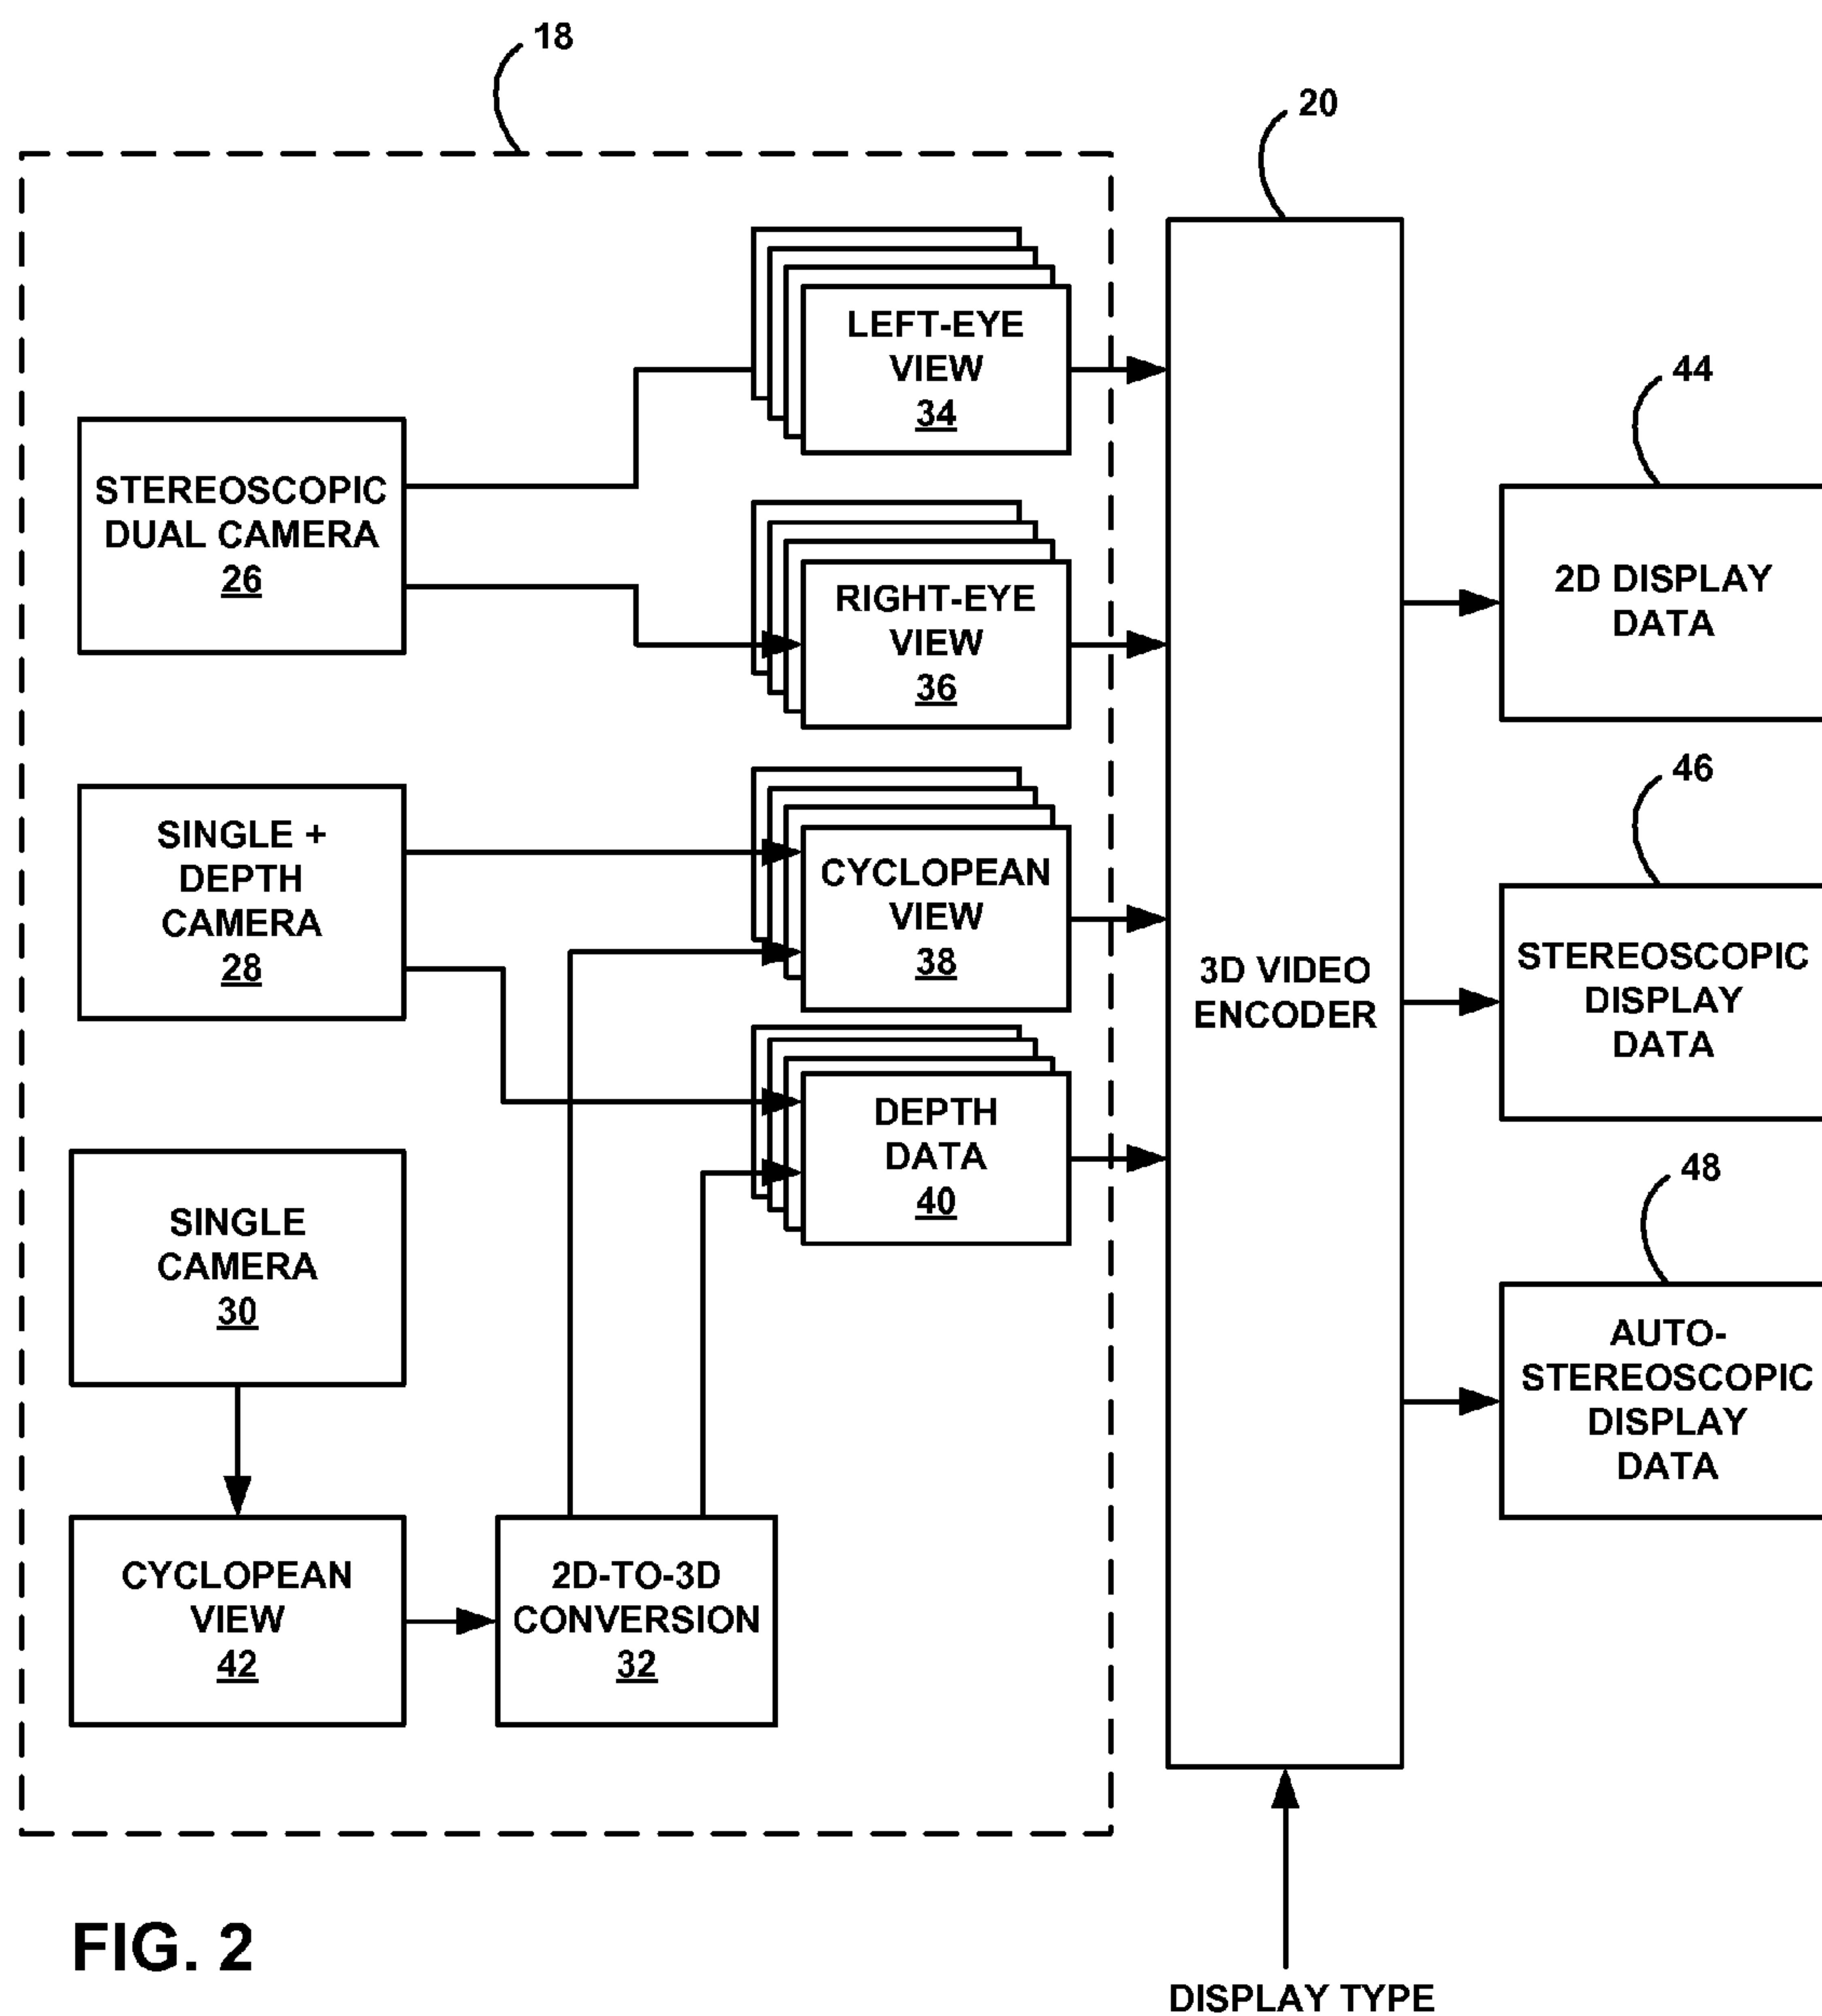 18
20
LEFT-EYE
VIEW
34
44
STEREOSCOPIC
DUAL CAMERA
26
RIGHT-EYE
VIEW
36
2D DISPLAY
DATA
46
SINGLE +
DEPTH
CAMERA
28
CYCLOPEAN
VIEW
38
3D VIDEO
ENCODER
STEREOSCOPIC
DISPLAY
DATA
DEPTH
DATA
40
48
SINGLE
CAMERA
30
AUTO-
STEREOSCOPIC
DISPLAY
DATA
CYCLOPEAN
VIEW
42
2D-TO-3D
CONVERSION
32
FIG. 2
DISPLAY TYPE